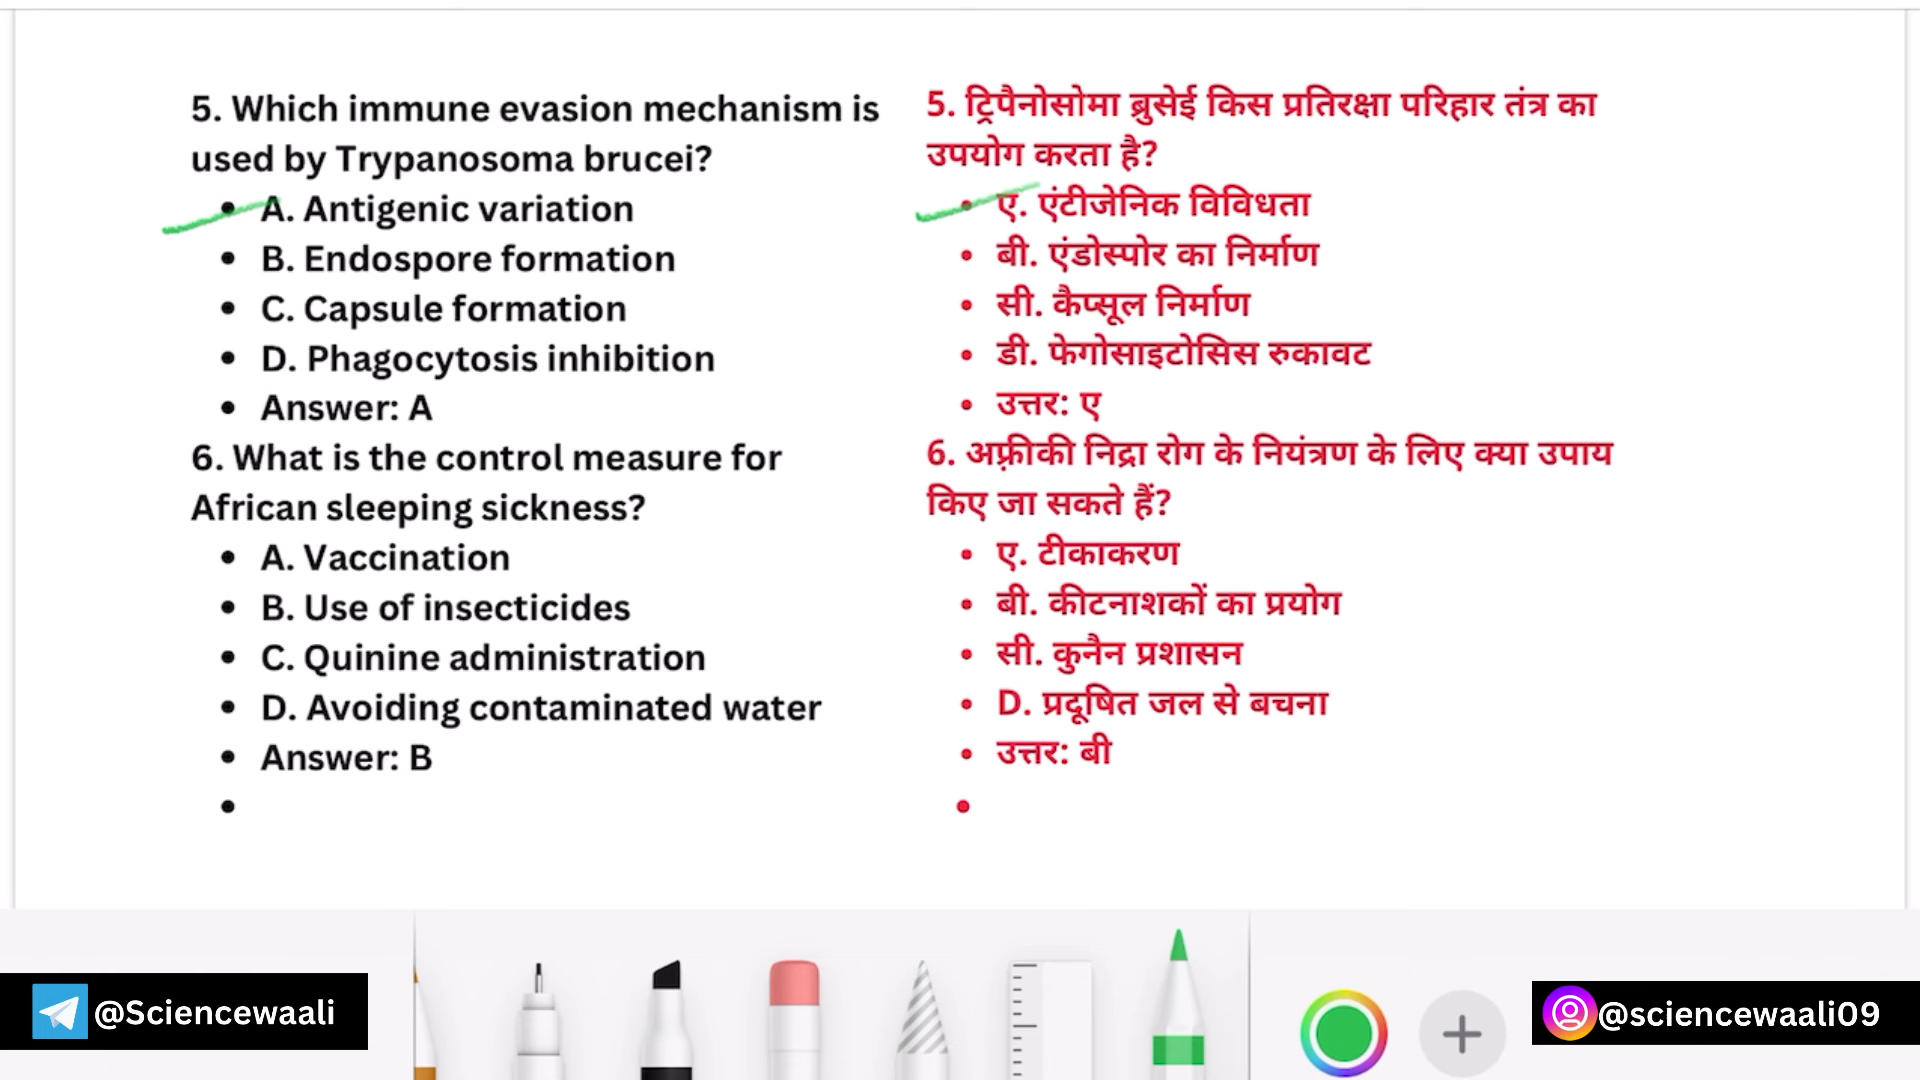 5. Which immune evasion mechanism is
used by Trypanosoma brucei?
• A. Antigenic variation
• B. Endospore formation
• C. Capsule formation
• D. Phagocytosis inhibition
• Answer: A
6. What is the control measure for
African sleeping sickness?
• A. Vaccination
• B. Use of insecticides
• C. Quinine administration
• D. Avoiding contaminated water
• Answer: B
•
5. ट्रिपैनोसोमा ब्रुसेई किस प्रतिरक्षा परिहार तंत्र का
उपयोग करता है?
• ए. एंटीजेनिक विविधता
• बी. एंडोस्पोर का निर्माण
• सी. कैप्सूल निर्माण
• डी. फेगोसाइटोसिस रुकावट
• उत्तर: ए
6. अफ़्रीकी निद्रा रोग के नियंत्रण के लिए क्या उपाय
किए जा सकते हैं?
• ए. टीकाकरण
• बी. कीटनाशकों का प्रयोग
• सी. कुनैन प्रशासन
• D. प्रदूषित जल से बचना
• उत्तर: बी
•
@Sciencewaali
@sciencewaali09